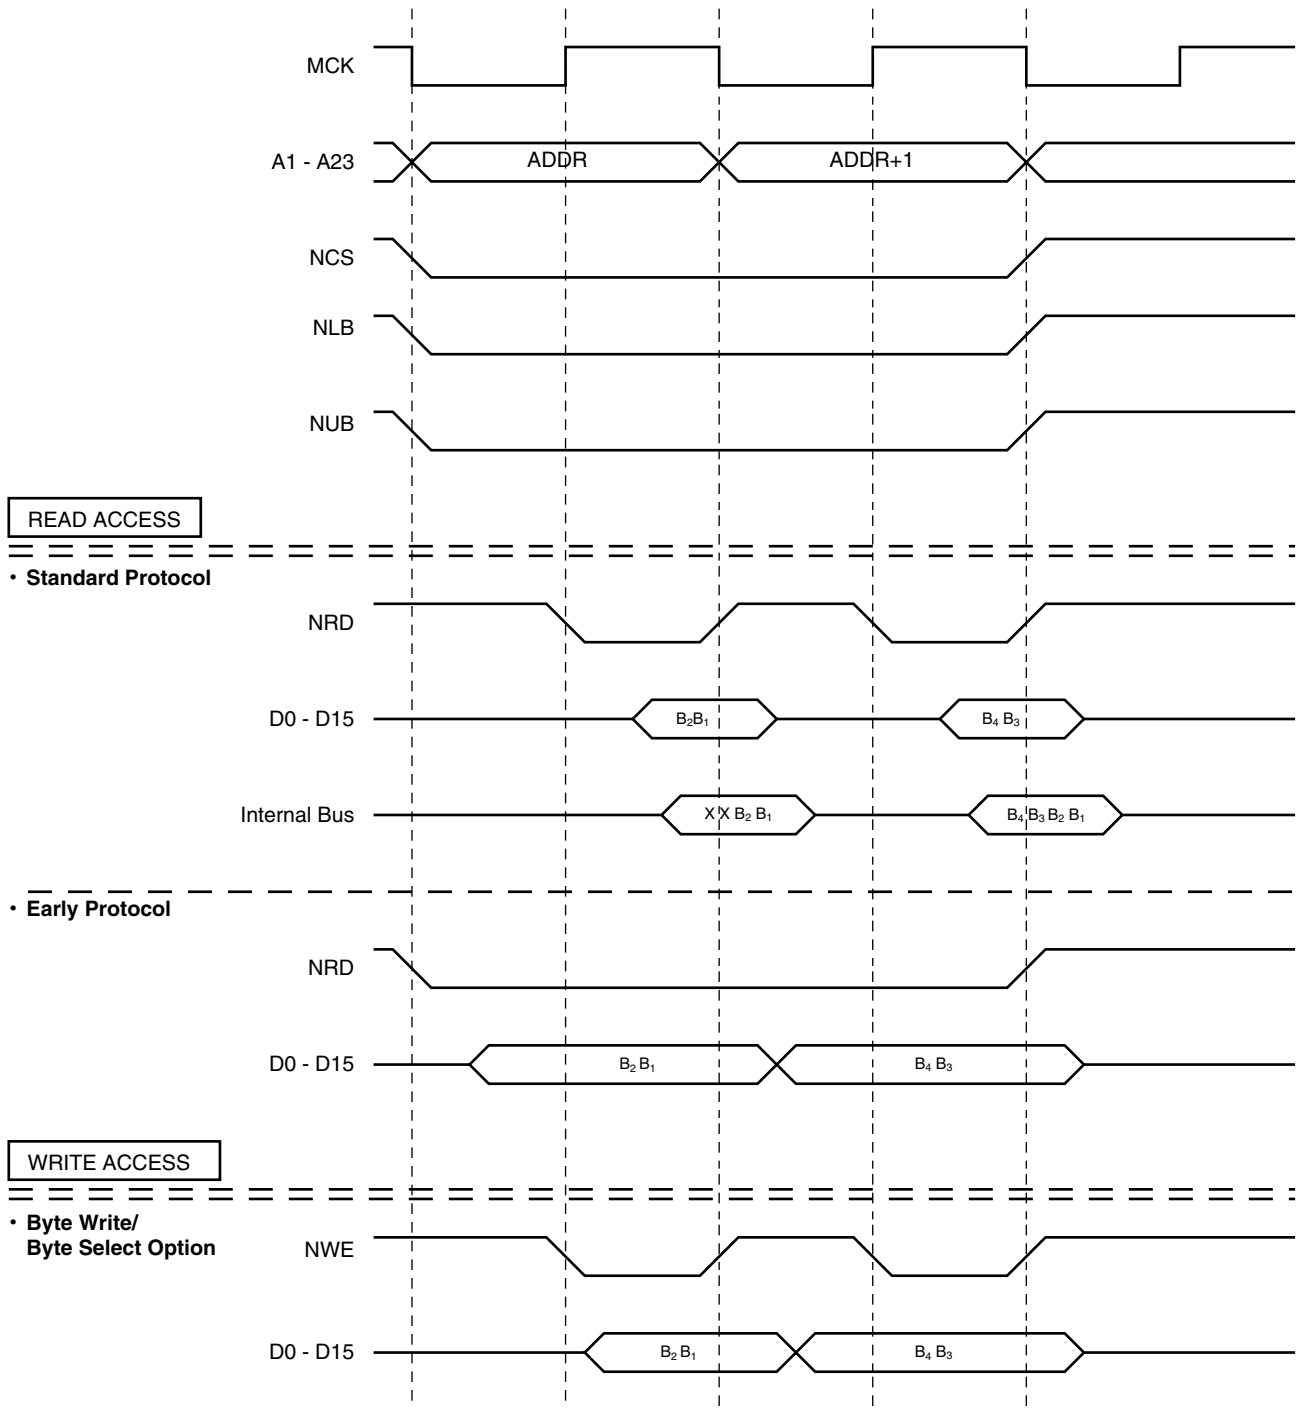 MCK
A1 - A23 ADDR ADDR+1
NCS
NLB
NUB
READ ACCESS
• Standard Protocol
NRD
D0 - D15 B₂B₁ B₄ B₃
Internal Bus X X B₂ B₁ B₄ B₃ B₂ B₁
• Early Protocol
NRD
D0 - D15 B₂ B₁ B₄ B₃
WRITE ACCESS
• Byte Write/
Byte Select Option NWE
D0 - D15 B₂ B₁ B₄ B₃